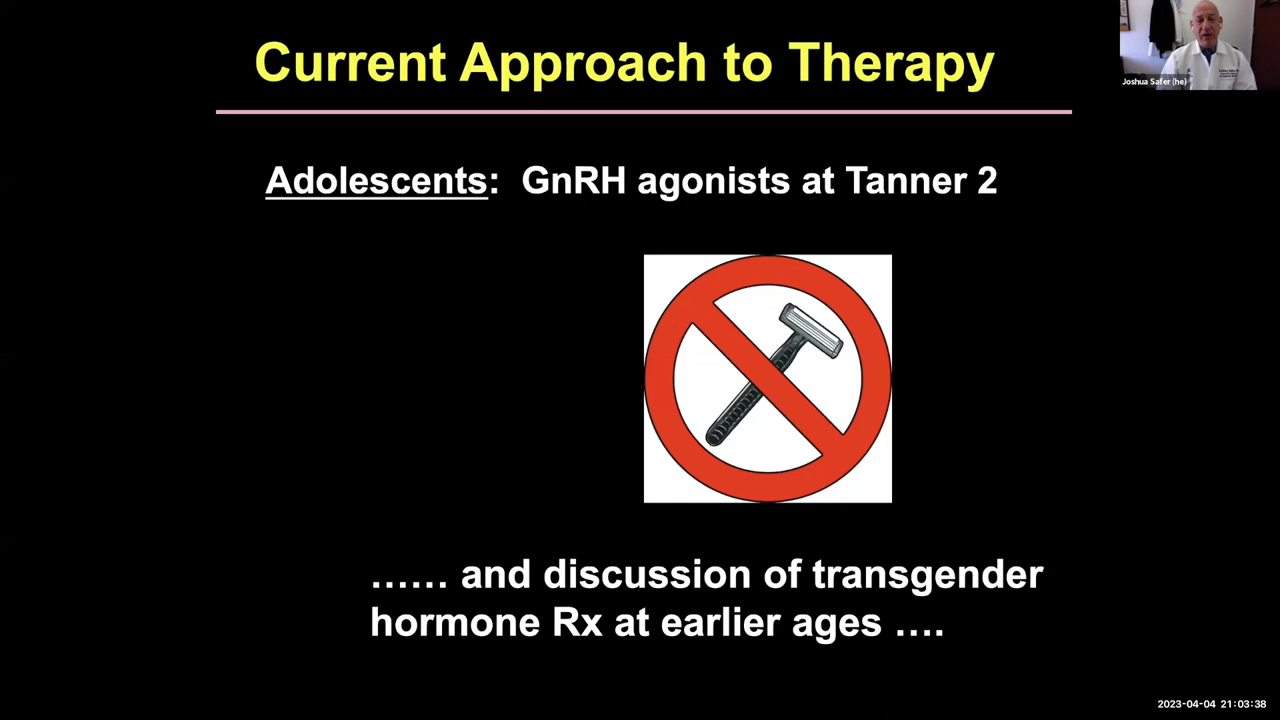 Current Approach to Therapy
Joshua Safer (he)
Adolescents: GnRH agonists at Tanner 2
...... and discussion of transgender
hormone Rx at earlier ages ....
2023-04-04 21:03:38